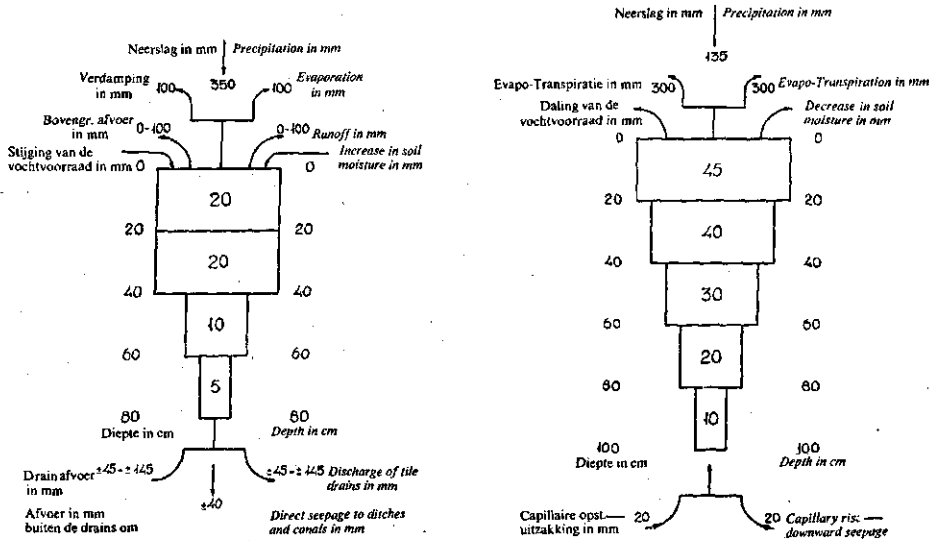 Neerslag in mm Precipitation in mm
350
Verdamping
in mm
100
100
Evaporation
in mm
Bovengr. afvoer
in mm
0-100
0-100
Runoff in mm
Stijging van de
vochtvoorraad in mm
Increase in soil
moisture in mm
0
0
20
20
20
20
40
40
10
60
60
5
80
80
Diepte in cm
Depth in cm
Drain afvoer
in mm
±45-±145
±45-±145
Discharge of tile
drains in mm
±40
Afvoer in mm
buiten de drains om
Direct seepage to ditches
and canals in mm
Neerslag in mm Precipitation in mm
135
Evapo-Transpiratie in mm
300
300
Evapo-Transpiration in mm
Daling van de
vochtvoorraad in mm
Decrease in soil
moisture in mm
0
0
45
20
20
40
40
40
30
60
60
20
80
80
10
100
100
Diepte in cm
Depth in cm
Capillaire opst.—
uitzakking in mm
20
20
Capillary ris: —
downward seepage